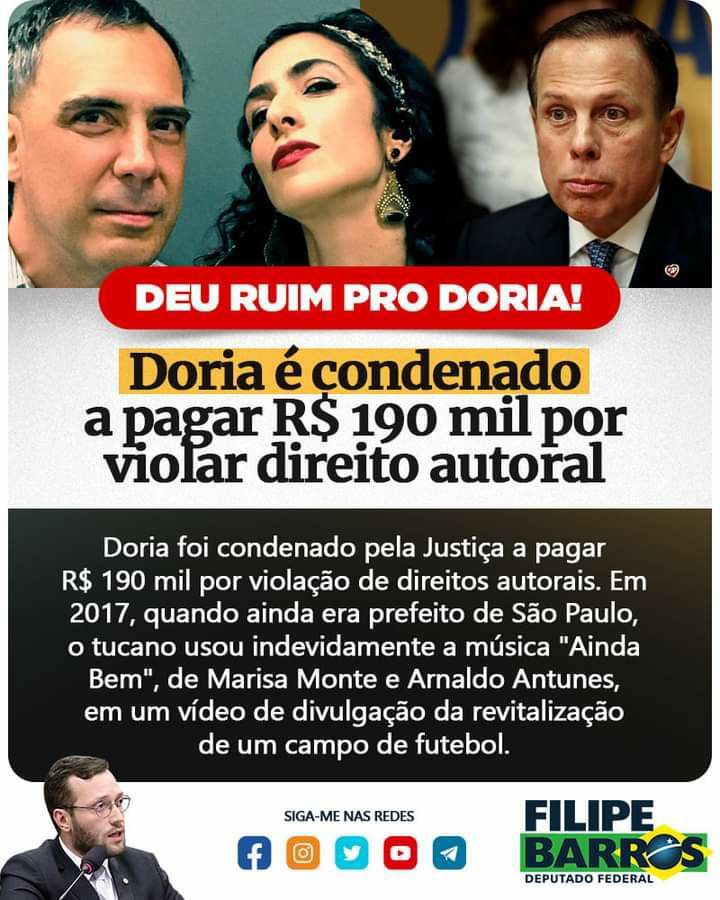 DEU RUIM PRO DORIA!
Doria é condenado
a pagar R$ 190 mil por
violar direito autoral
Doria foi condenado pela Justiça a pagar
R$ 190 mil por violação de direitos autorais. Em
2017, quando ainda era prefeito de São Paulo,
o tucano usou indevidamente a música "Ainda
Bem", de Marisa Monte e Arnaldo Antunes,
em um vídeo de divulgação da revitalização
de um campo de futebol.
SIGA-ME NAS REDES
FILIPE
BARROS
DEPUTADO FEDERAL